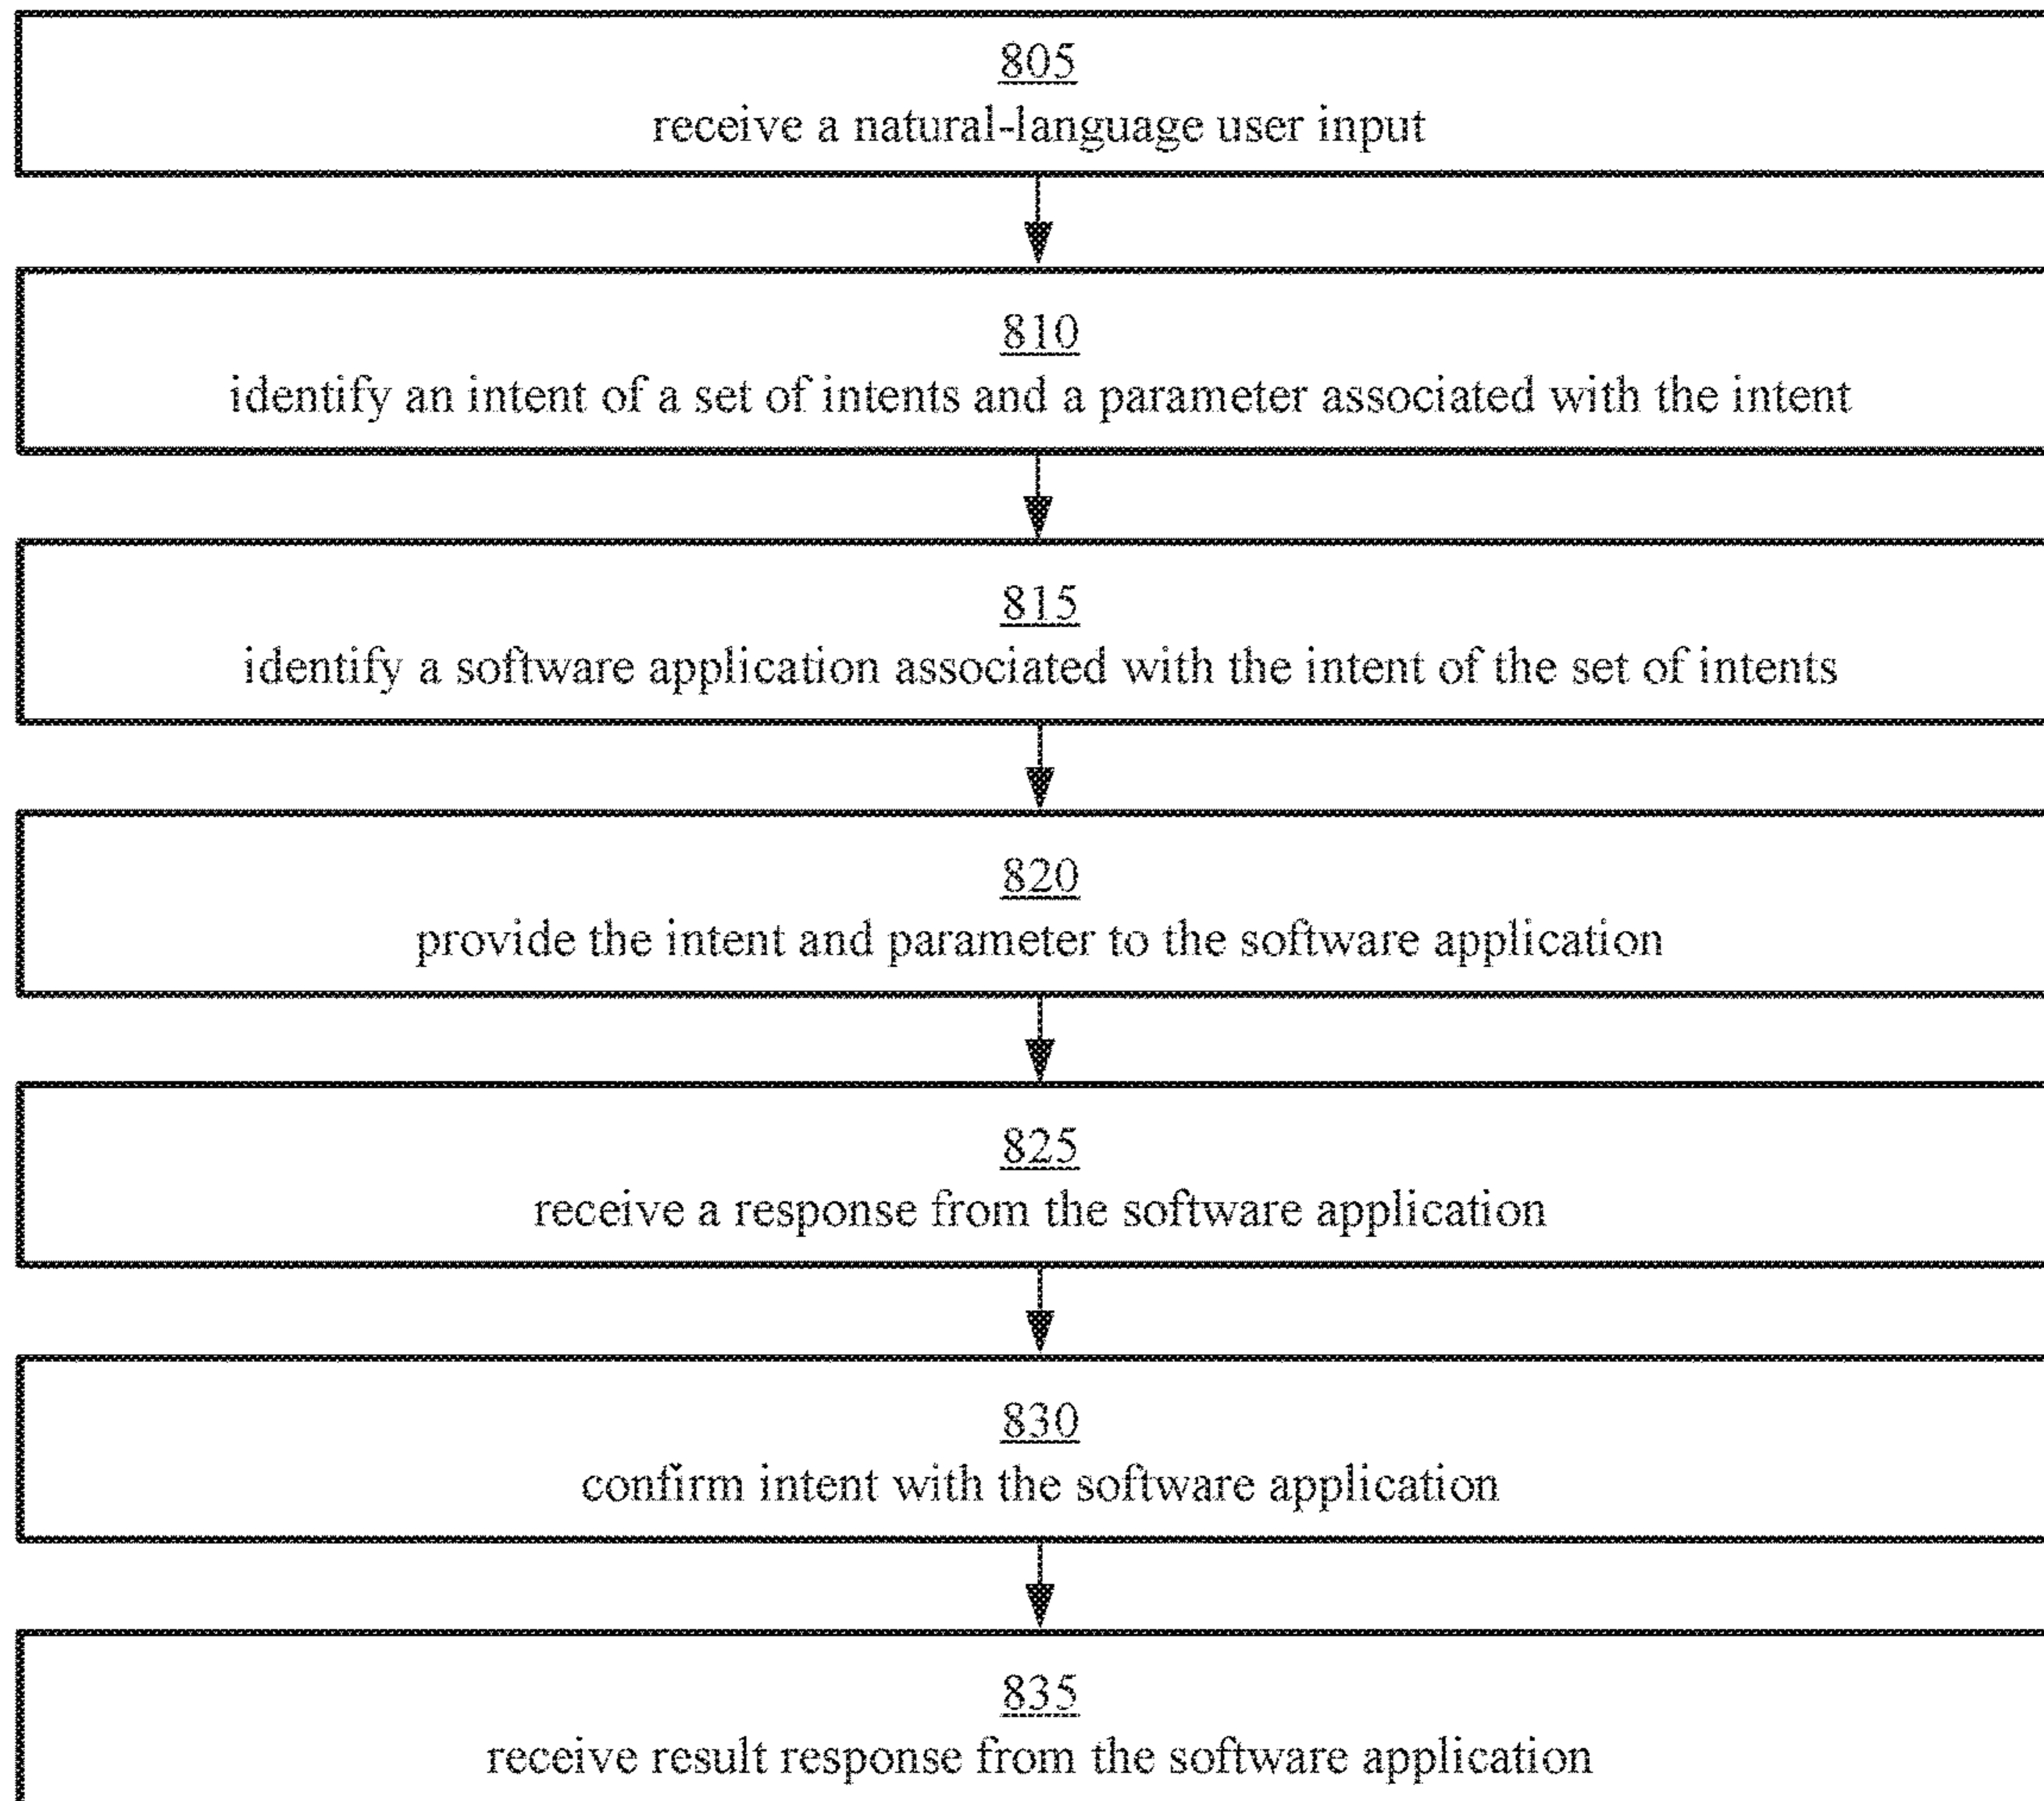 805
receive a natural-language user input
810
identify an intent of a set of intents and a parameter associated with the intent
815
identify a software application associated with the intent of the set of intents
820
provide the intent and parameter to the software application
825
receive a response from the software application
830
confirm intent with the software application
835
receive result response from the software application